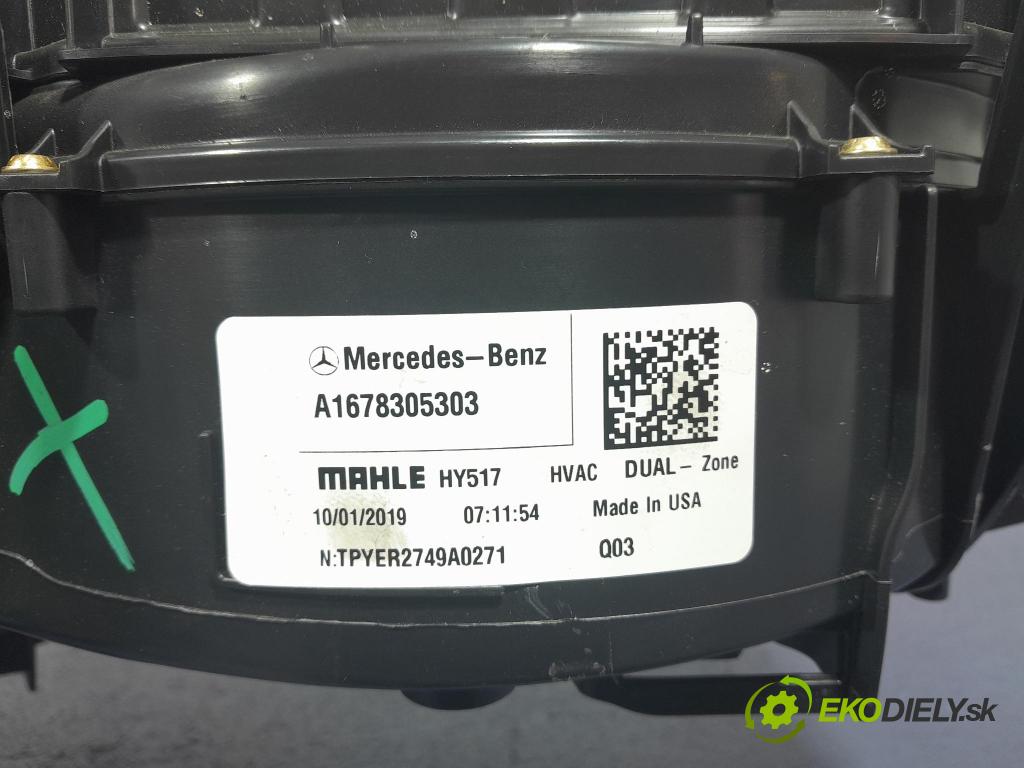 Mercedes-Benz
A1678305303
MAHLE HY517 HVAC DUAL - Zone
10/01/2019 07:11:54 Made In USA
N:TPYER2749A0271 Q03
EKODIELY.sk